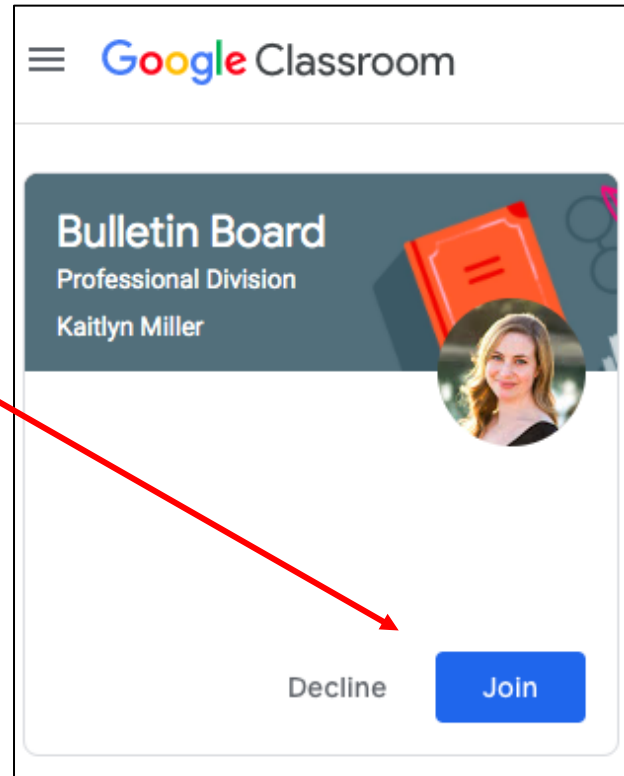 Google Classroom
Bulletin Board
Professional Division
Kaitlyn Miller
Decline Join